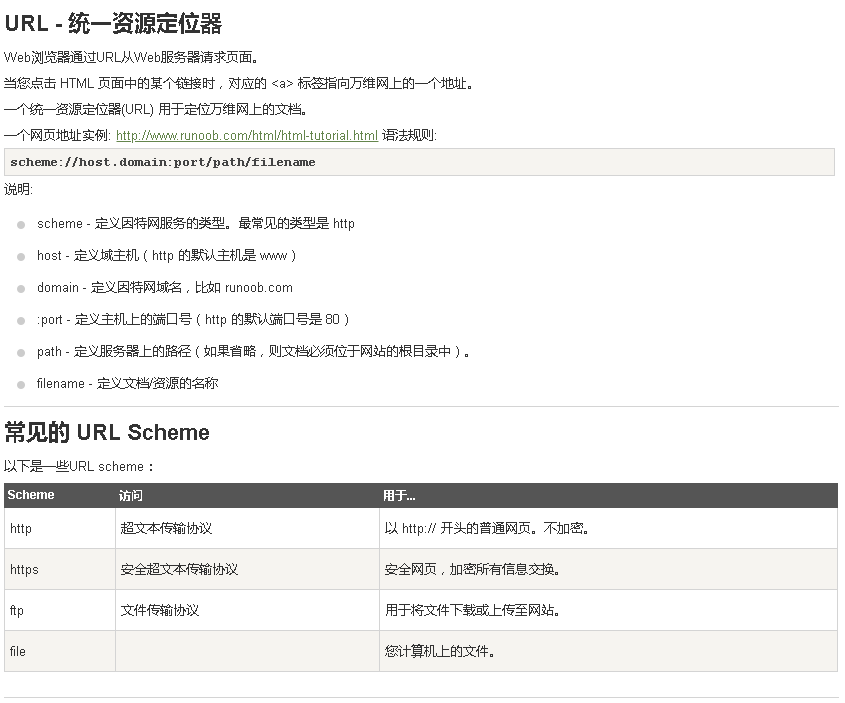 URL - 统一资源定位器
Web浏览器通过URL从Web服务器请求页面。
当您点击 HTML 页面中的某个链接时，对应的 <a> 标签指向万维网上的一个地址。
一个统一资源定位器(URL) 用于定位万维网上的文档。
一个网页地址实例: http://www.runoob.com/html/html-tutorial.html 语法规则:
scheme://host.domain:port/path/filename
说明:
scheme - 定义因特网服务的类型。最常见的类型是 http
host - 定义域主机（http 的默认主机是 www）
domain - 定义因特网域名，比如 runoob.com
:port - 定义主机上的端口号（http 的默认端口号是 80）
path - 定义服务器上的路径（如果省略，则文档必须位于网站的根目录中）。
filename - 定义文档/资源的名称
常见的 URL Scheme
以下是一些URL scheme：
Scheme 访问 用于...
http 超文本传输协议 以 http:// 开头的普通网页。不加密。
https 安全超文本传输协议 安全网页，加密所有信息交换。
ftp 文件传输协议 用于将文件下载或上传至网站。
file 您计算机上的文件。